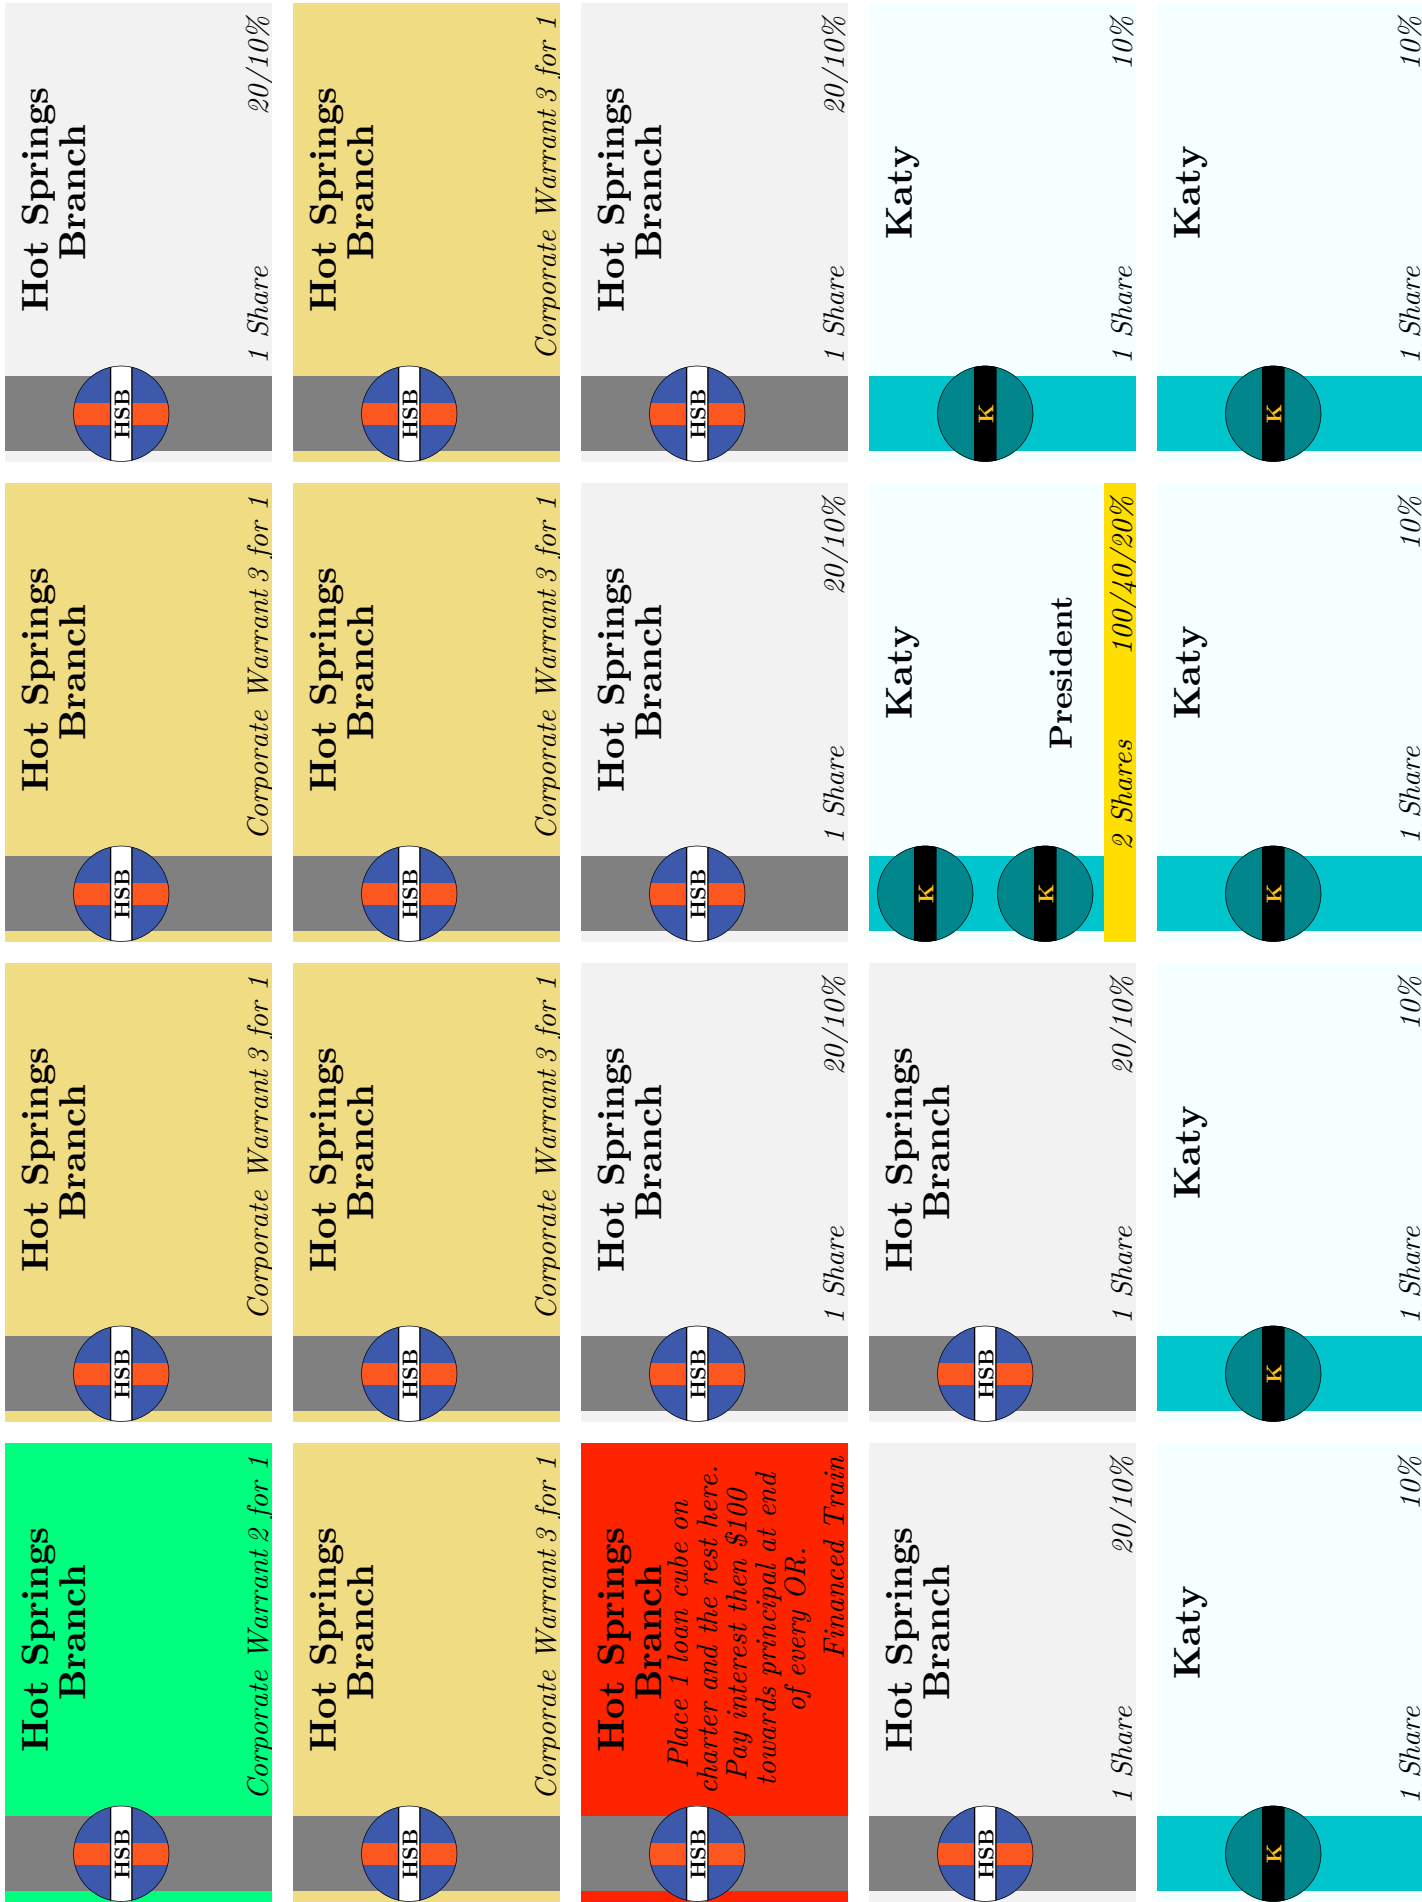 Hot Springs
Branch
HSB
Corporate Warrant 2 for 1
Hot Springs
Branch
HSB
Corporate Warrant 3 for 1
Hot Springs
Branch
HSB
Corporate Warrant 3 for 1
Hot Springs
Branch
HSB
1 Share 20/10%
Hot Springs
Branch
HSB
Corporate Warrant 3 for 1
Hot Springs
Branch
HSB
Corporate Warrant 3 for 1
Hot Springs
Branch
HSB
Corporate Warrant 3 for 1
Hot Springs
Branch
HSB
Corporate Warrant 3 for 1
Hot Springs
Branch
Place 1 loan cube on
charter and the rest here.
HSB
Pay interest then $100
towards principal at end
of every OR.
Financed Train
Hot Springs
Branch
HSB
1 Share 20/10%
Hot Springs
Branch
HSB
1 Share 20/10%
Hot Springs
Branch
HSB
1 Share 20/10%
Hot Springs
Branch
HSB
1 Share 20/10%
Hot Springs
Branch
HSB
1 Share 20/10%
Katy
K
K
President
2 Shares 100/40/20%
Katy
K
1 Share 10%
Katy
K
1 Share 10%
Katy
K
1 Share 10%
Katy
K
1 Share 10%
Katy
K
1 Share 10%